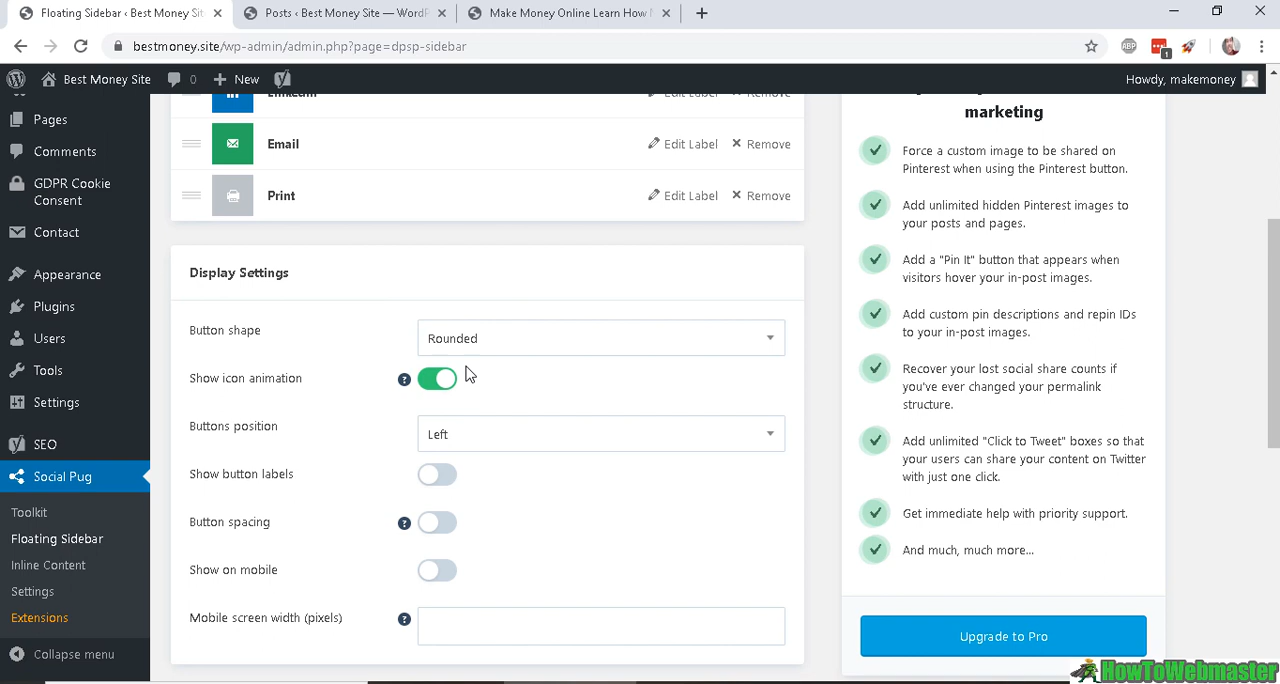 Floating Sidebar ‹ Best Money Sit
Posts ‹ Best Money Site — WordP
Make Money Online Learn How
bestmoney.site/wp-admin/admin.php?page=dpsp-sidebar
ABP
1
Best Money Site
0
New
Howdy, makemoney
Pages
Comments
GDPR Cookie
Consent
Contact
Appearance
Plugins
Users
Tools
Settings
SEO
Social Pug
Toolkit
Floating Sidebar
Inline Content
Settings
Extensions
Collapse menu
LinkedIn
Edit Label
Remove
Email
Edit Label
Remove
Print
Edit Label
Remove
Display Settings
Button shape
Rounded
Show icon animation
?
Buttons position
Left
Show button labels
Button spacing
?
Show on mobile
Mobile screen width (pixels)
?
marketing
Force a custom image to be shared on
Pinterest when using the Pinterest button.
Add unlimited hidden Pinterest images to
your posts and pages.
Add a "Pin It" button that appears when
visitors hover your in-post images.
Add custom pin descriptions and repin IDs
to your in-post images.
Recover your lost social share counts if
you've ever changed your permalink
structure.
Add unlimited "Click to Tweet" boxes so that
your users can share your content on Twitter
with just one click.
Get immediate help with priority support.
And much, much more...
Upgrade to Pro
HowToWebmaster